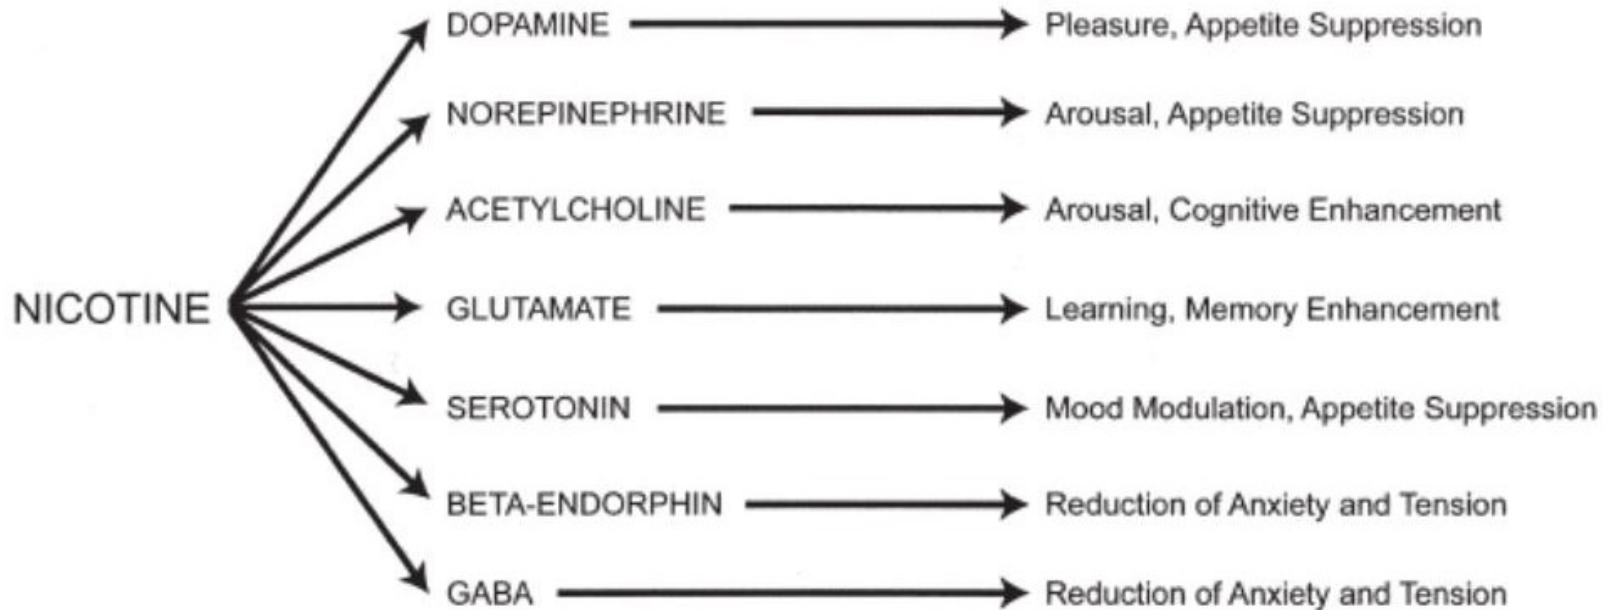 DOPAMINE Pleasure, Appetite Suppression
NOREPINEPHRINE Arousal, Appetite Suppression
ACETYLCHOLINE Arousal, Cognitive Enhancement
NICOTINE GLUTAMATE Learning, Memory Enhancement
SEROTONIN Mood Modulation, Appetite Suppression
BETA-ENDORPHIN Reduction of Anxiety and Tension
GABA Reduction of Anxiety and Tension